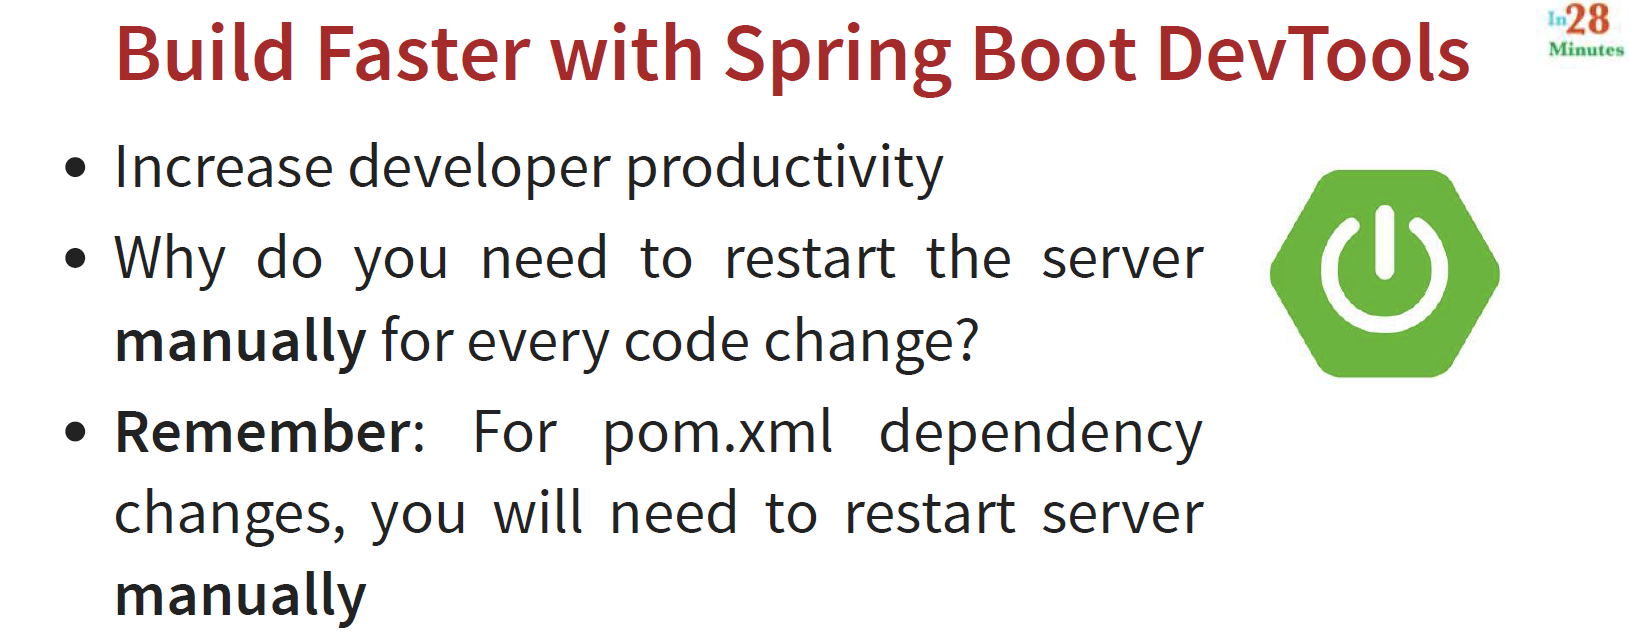 Build Faster with Spring Boot DevTools
In28
Minutes
Increase developer productivity
Why do you need to restart the server
manually for every code change?
Remember: For pom.xml dependency
changes, you will need to restart server
manually